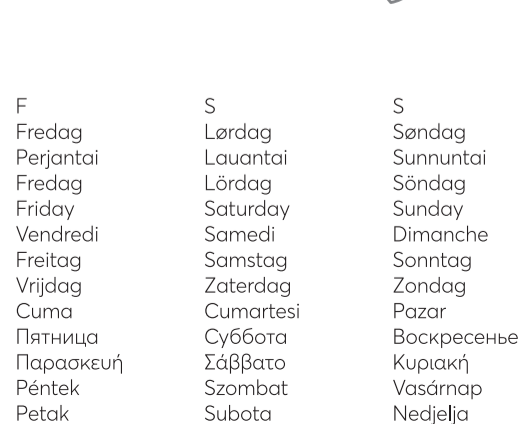 F S S
Fredag Lørdag Søndag
Perjantai Lauantai Sunnuntai
Fredag Lördag Söndag
Friday Saturday Sunday
Vendredi Samedi Dimanche
Freitag Samstag Sonntag
Vrijdag Zaterdag Zondag
Cuma Cumartesi Pazar
Пятница Суббота Воскресенье
Παρασκευή Σάββατο Κυριακή
Péntek Szombat Vasárnap
Petak Subota Nedjelja